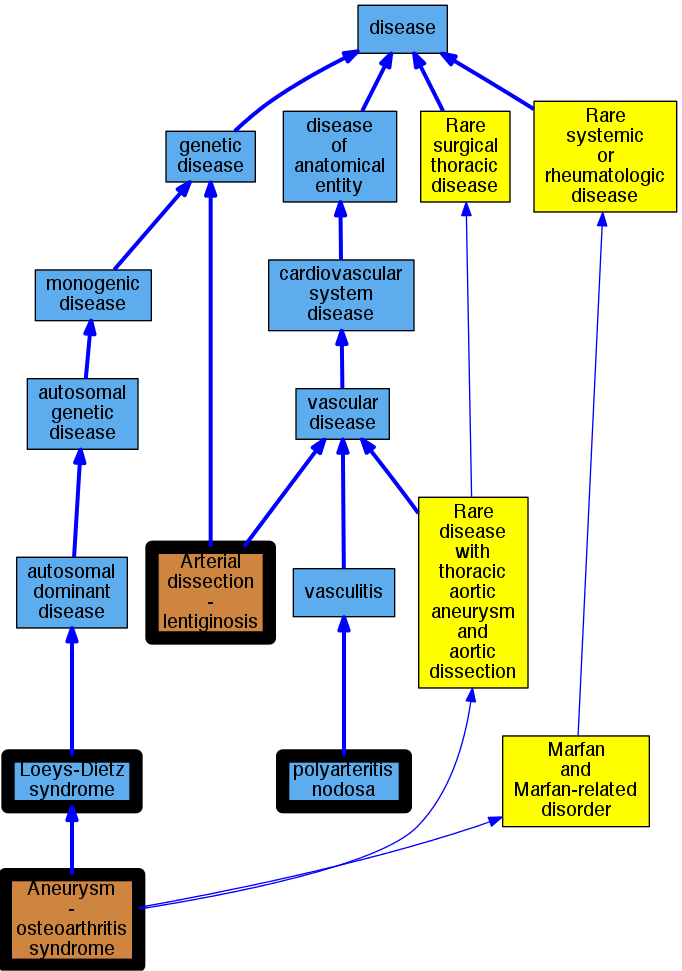 disease
genetic
disease
disease
of
anatomical
entity
Rare
surgical
thoracic
disease
Rare
systemic
or
rheumatologic
disease
monogenic
disease
cardiovascular
system
disease
autosomal
genetic
disease
vascular
disease
autosomal
dominant
disease
Arterial
dissection
-
lentiginosis
vasculitis
Rare
disease
with
thoracic
aortic
aneurysm
and
aortic
dissection
Loeys-Dietz
syndrome
polyarteritis
nodosa
Marfan
and
Marfan-related
disorder
Aneurysm
-
osteoarthritis
syndrome